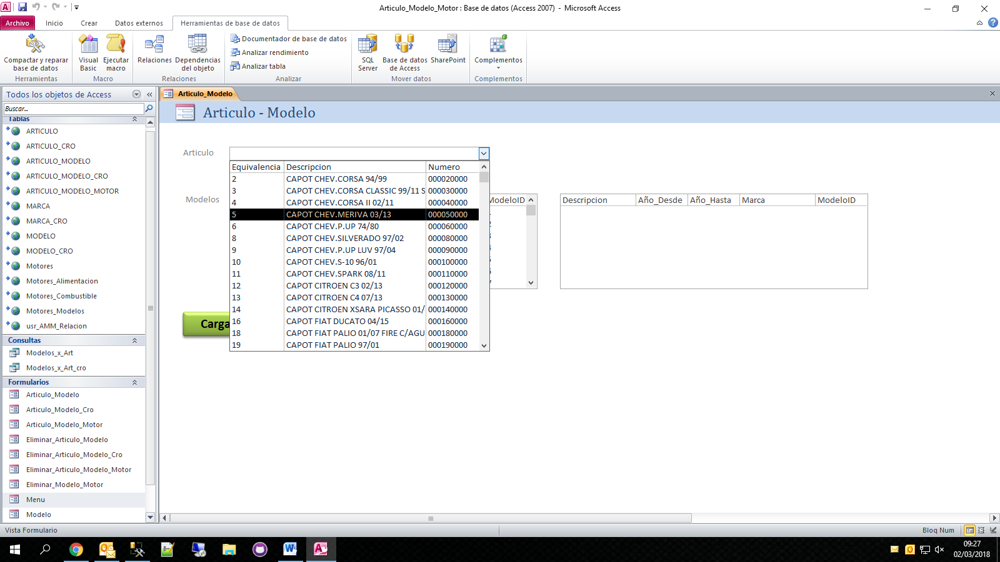 Articulo_Modelo_Motor : Base de datos (Access 2007) - Microsoft Access
Archivo Inicio Crear Datos externos Herramientas de base de datos
Compactar y reparar base de datos
Herramientas
Visual Basic
Ejecutar macro
Macro
Relaciones
Dependencias del objeto
Relaciones
Documentador de base de datos
Analizar rendimiento
Analizar tabla
Analizar
SQL Server
Base de datos de Access
SharePoint
Mover datos
Complementos
Complementos
Todos los objetos de Access
Buscar...
Tablas
ARTICULO
ARTICULO_CRO
ARTICULO_MODELO
ARTICULO_MODELO_CRO
ARTICULO_MODELO_MOTOR
MARCA
MARCA_CRO
MODELO
MODELO_CRO
Motores
Motores_Alimentacion
Motores_Combustible
Motores_Modelos
usr_AMM_Relacion
Consultas
Modelos_x_Art
Modelos_x_Art_cro
Formularios
Articulo_Modelo
Articulo_Modelo_Cro
Articulo_Modelo_Motor
Eliminar_Articulo_Modelo
Eliminar_Articulo_Modelo_Cro
Eliminar_Articulo_Modelo_Motor
Eliminar_Modelo_Motor
Menu
Modelo
Articulo_Modelo
Articulo - Modelo
Articulo
Equivalencia Descripcion Numero
2 CAPOT CHEV.CORSA 94/99 000020000
3 CAPOT CHEV.CORSA CLASSIC 99/11 S 000030000
4 CAPOT CHEV.CORSA II 02/11 000040000
5 CAPOT CHEV.MERIVA 03/13 000050000
6 CAPOT CHEV.P.UP 74/80 000060000
8 CAPOT CHEV.SILVERADO 97/02 000080000
9 CAPOT CHEV.P.UP LUV 97/04 000090000
10 CAPOT CHEV.S-10 96/01 000100000
11 CAPOT CHEV.SPARK 08/11 000110000
12 CAPOT CITROEN C3 02/13 000120000
13 CAPOT CITROEN C4 07/13 000130000
14 CAPOT CITROEN XSARA PICASSO 01/ 000140000
16 CAPOT FIAT DUCATO 04/15 000160000
18 CAPOT FIAT PALIO 01/07 FIRE C/AGU 000180000
19 CAPOT FIAT PALIO 97/01 000190000
Modelos
ModeloID
Descripcion Año_Desde Año_Hasta Marca ModeloID
Carga
Vista Formulario
Bloq Num
09:27
02/03/2018